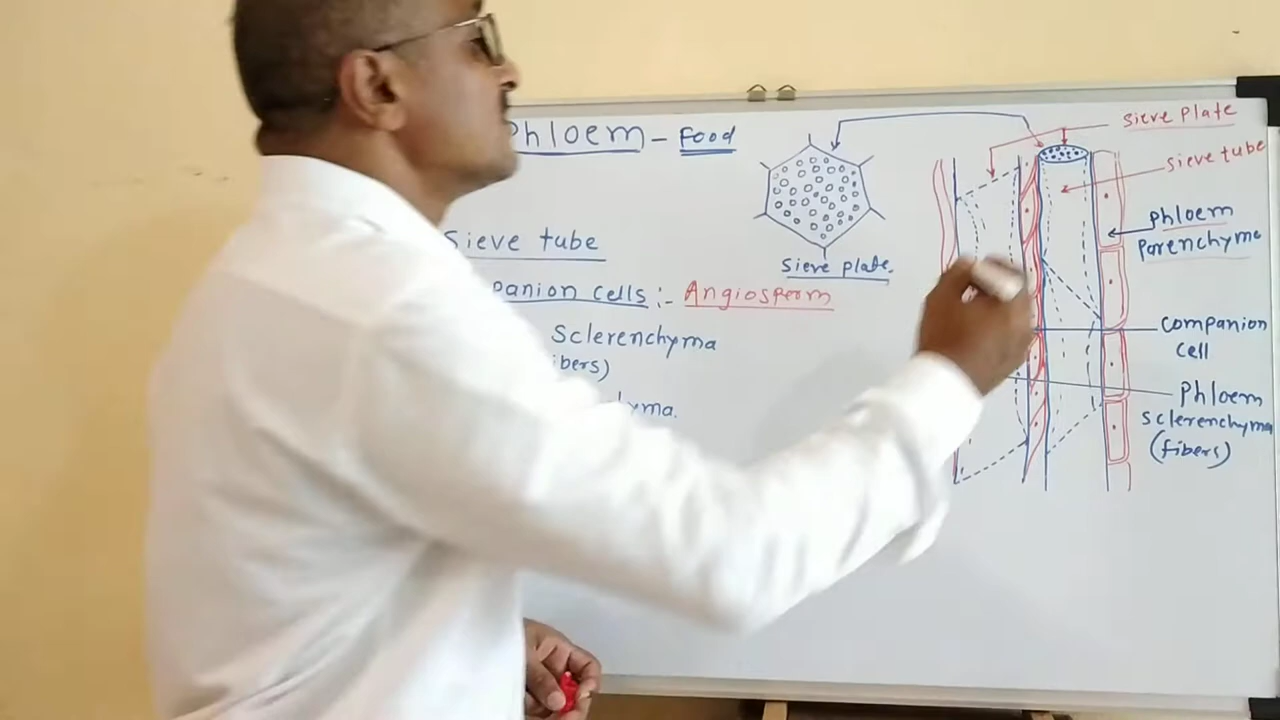 Phloem - Food
Sieve tube
panion cells :- Angiosperm
Sclerenchyma
ibers)
yma.
Sieve plate.
Sieve plate
Sieve tube
Phloem
Parenchyma
Companion
Cell
Phloem
Sclerenchyma
(fibers)